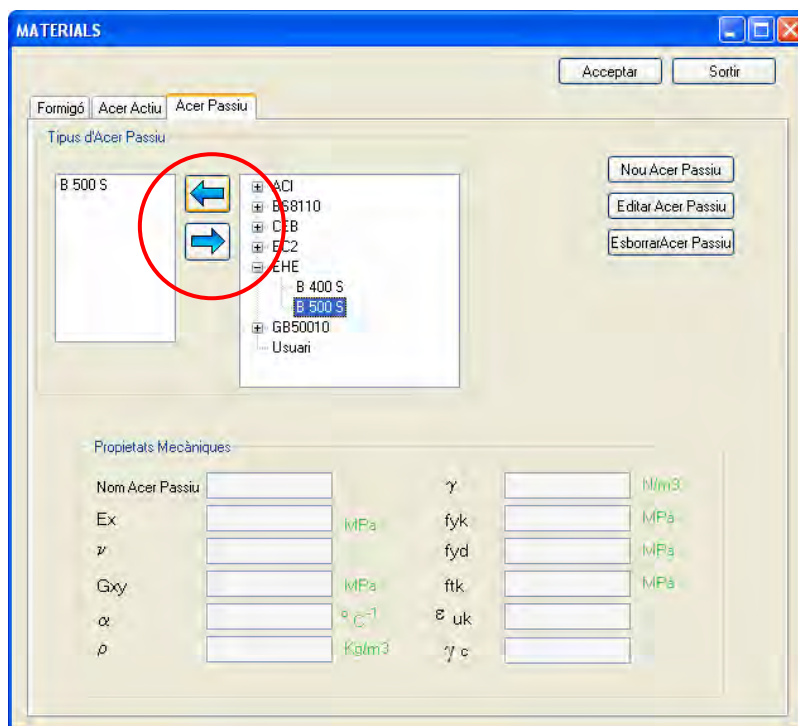 MATERIALS
Acceptar Sortir
Formigó Acer Actiu Acer Passiu
Tipus d'Acer Passiu
B 500 S
ACI
BS8110
CEB
EC2
EHE
B 400 S
B 500 S
GB50010
Usuari
Nou Acer Passiu
Editar Acer Passiu
EsborrarAcer Passiu
Propietats Mecàniques
Nom Acer Passiu γ N/m3
Ex MPa fyk MPa
ν fyd MPa
Gxy MPa ftk MPa
α º C⁻¹ ε uk
ρ Kg/m3 γ c